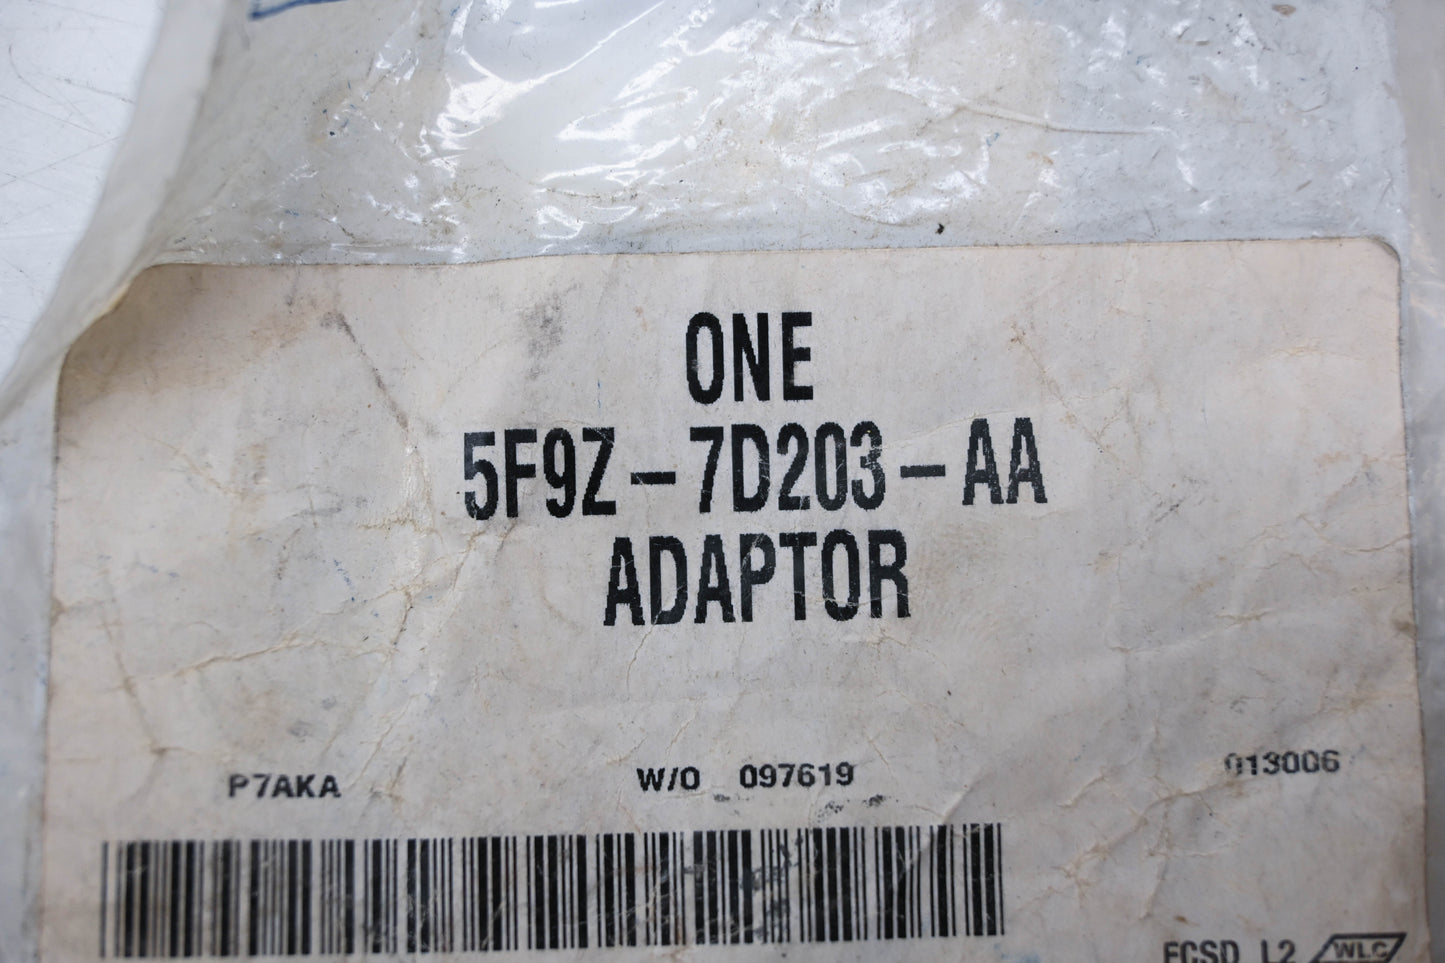 ONE
5F9Z-7D203-AA
ADAPTOR
P7AKA W/O 097619 013006
FCSD L2 WLC